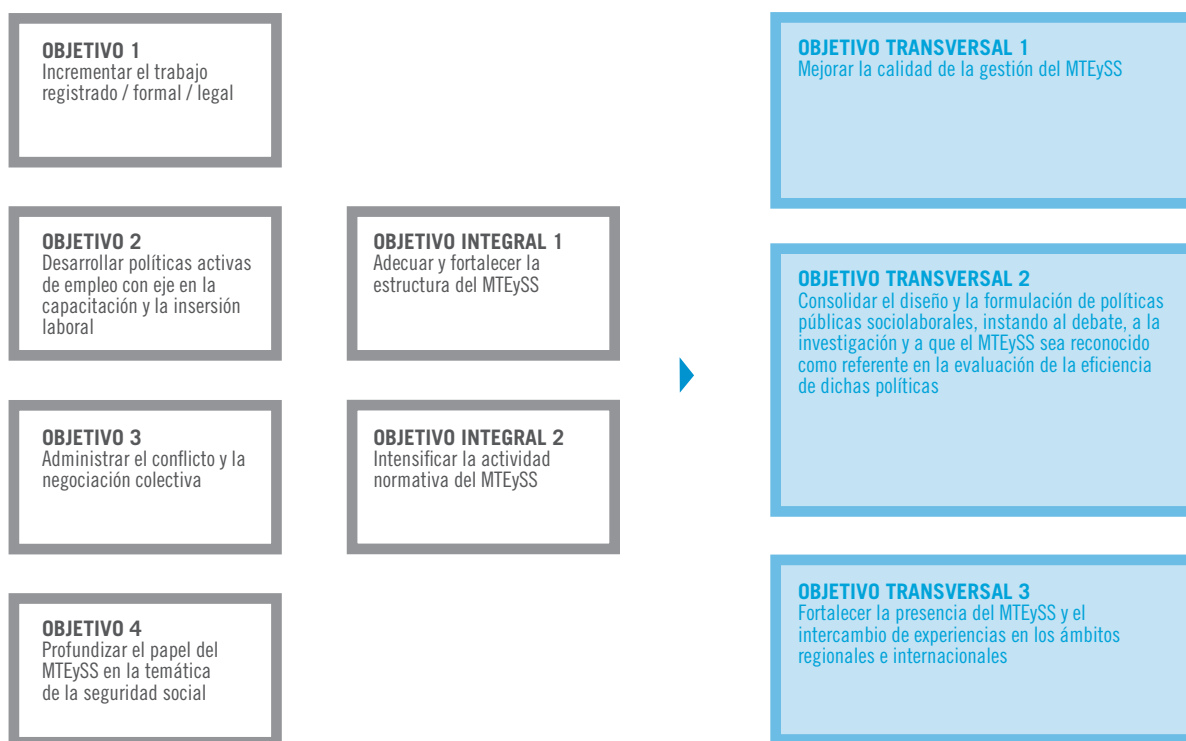 OBJETIVO 1
Incrementar el trabajo
registrado / formal / legal
OBJETIVO 2
Desarrollar políticas activas
de empleo con eje en la
capacitación y la inserción
laboral
OBJETIVO 3
Administrar el conflicto y la
negociación colectiva
OBJETIVO 4
Profundizar el papel del
MTEySS en la temática
de la seguridad social
OBJETIVO INTEGRAL 1
Adecuar y fortalecer la
estructura del MTEySS
OBJETIVO INTEGRAL 2
Intensificar la actividad
normativa del MTEySS
OBJETIVO TRANSVERSAL 1
Mejorar la calidad de la gestión del MTEySS
OBJETIVO TRANSVERSAL 2
Consolidar el diseño y la formulación de políticas
públicas sociolaborales, instando al debate, a la
investigación y a que el MTEySS sea reconocido
como referente en la evaluación de la eficiencia
de dichas políticas
OBJETIVO TRANSVERSAL 3
Fortalecer la presencia del MTEySS y el
intercambio de experiencias en los ámbitos
regionales e internacionales